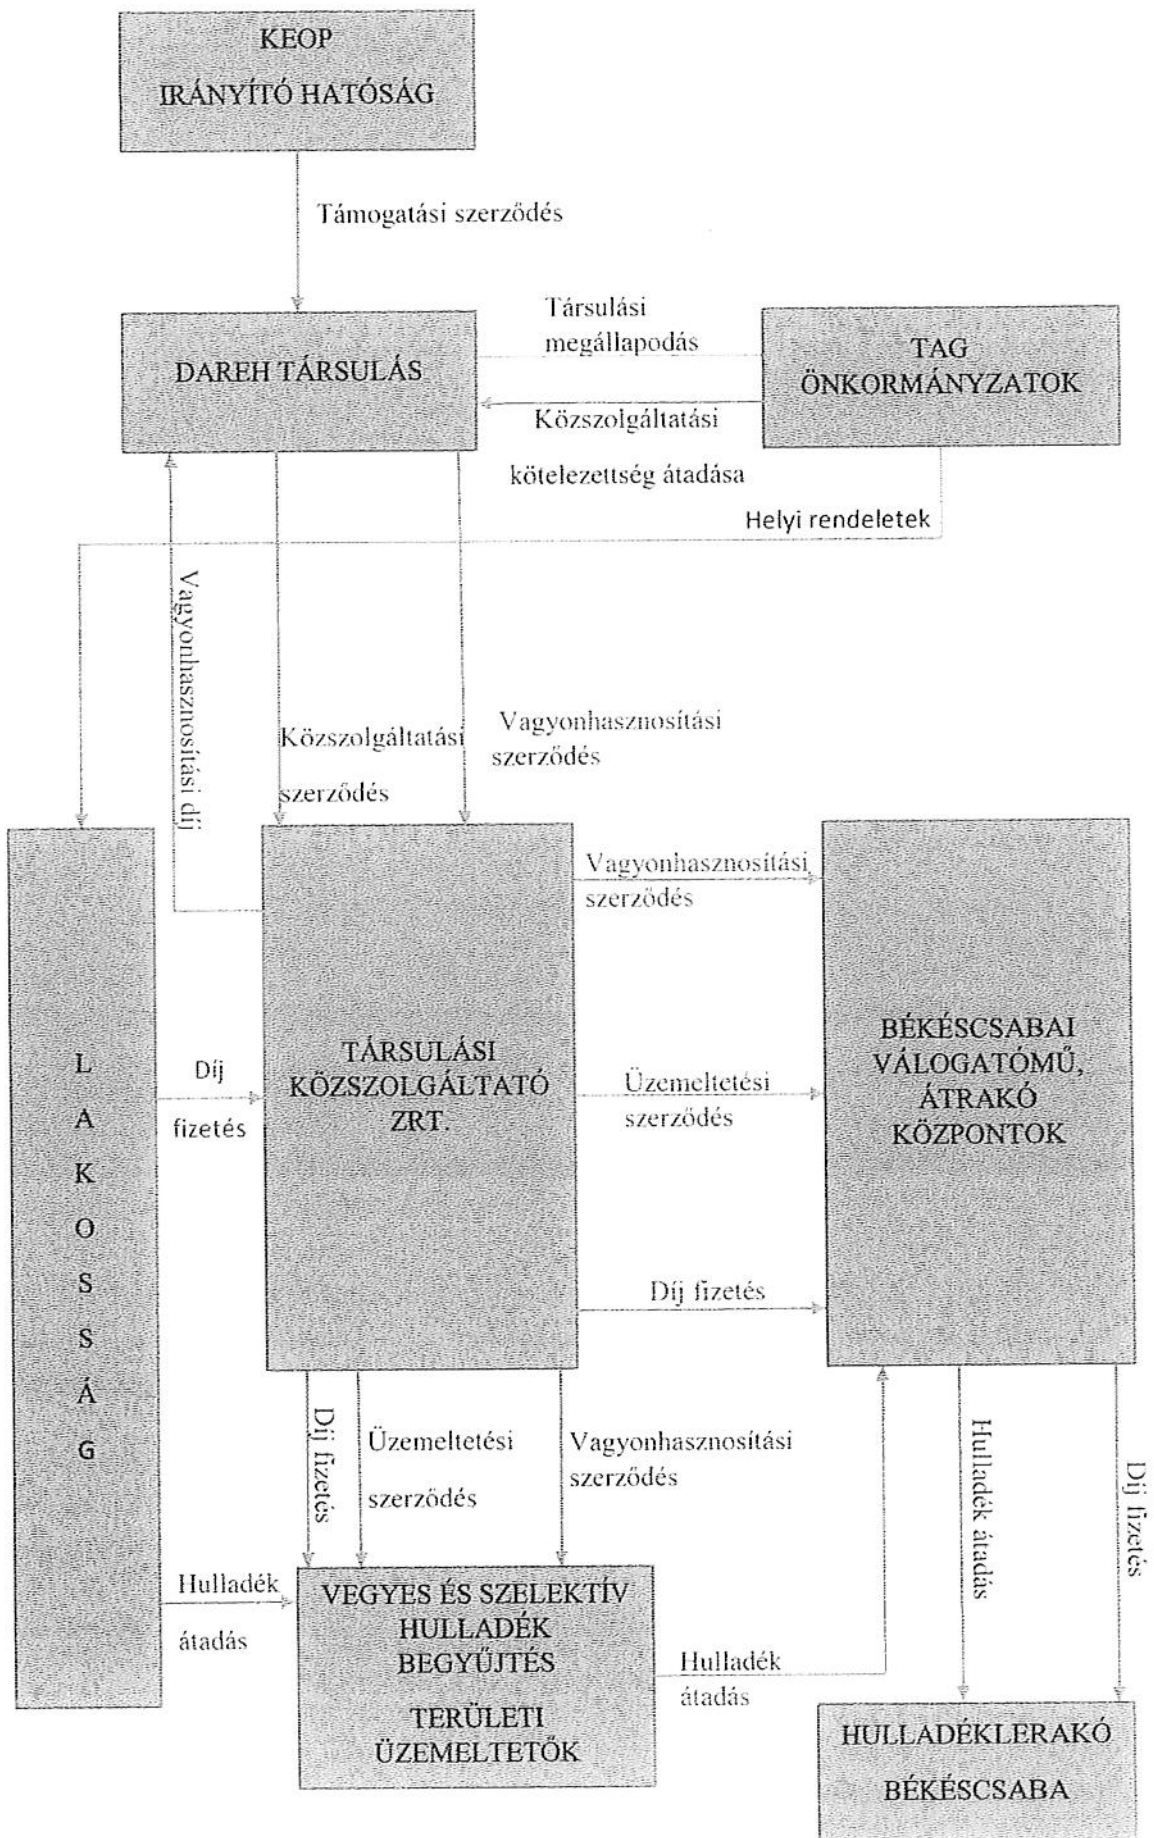 KEOP
IRÁNYÍTÓ HATÓSÁG
Támogatási szerződés
DAREH TÁRSULÁS
Társulási
megállapodás
TAG
ÖNKORMÁNYZATOK
Közszolgáltatási
kötelezettség átadása
Helyi rendeletek
Vagyonhasznosítási díj
Közszolgáltatási
szerződés
Vagyonhasznosítási
szerződés
L
A
K
O
S
S
Á
G
Díj
fizetés
TÁRSULÁSI
KÖZSZOLGÁLTATÓ
ZRT.
Vagyonhasznosítási
szerződés
Üzemeltetési
szerződés
Díj fizetés
BÉKÉSCSABAI
VÁLOGATÓMŰ,
ÁTRAKÓ
KÖZPONTOK
Díj fizetés
Üzemeltetési
szerződés
Vagyonhasznosítási
szerződés
Hulladék átadás
Díj fizetés
Hulladék
átadás
VEGYES ÉS SZELEKTÍV
HULLADÉK
BEGYŰJTÉS
TERÜLETI
ÜZEMELTETŐK
Hulladék
átadás
HULLADÉKLERAKÓ
BÉKÉSCSABA